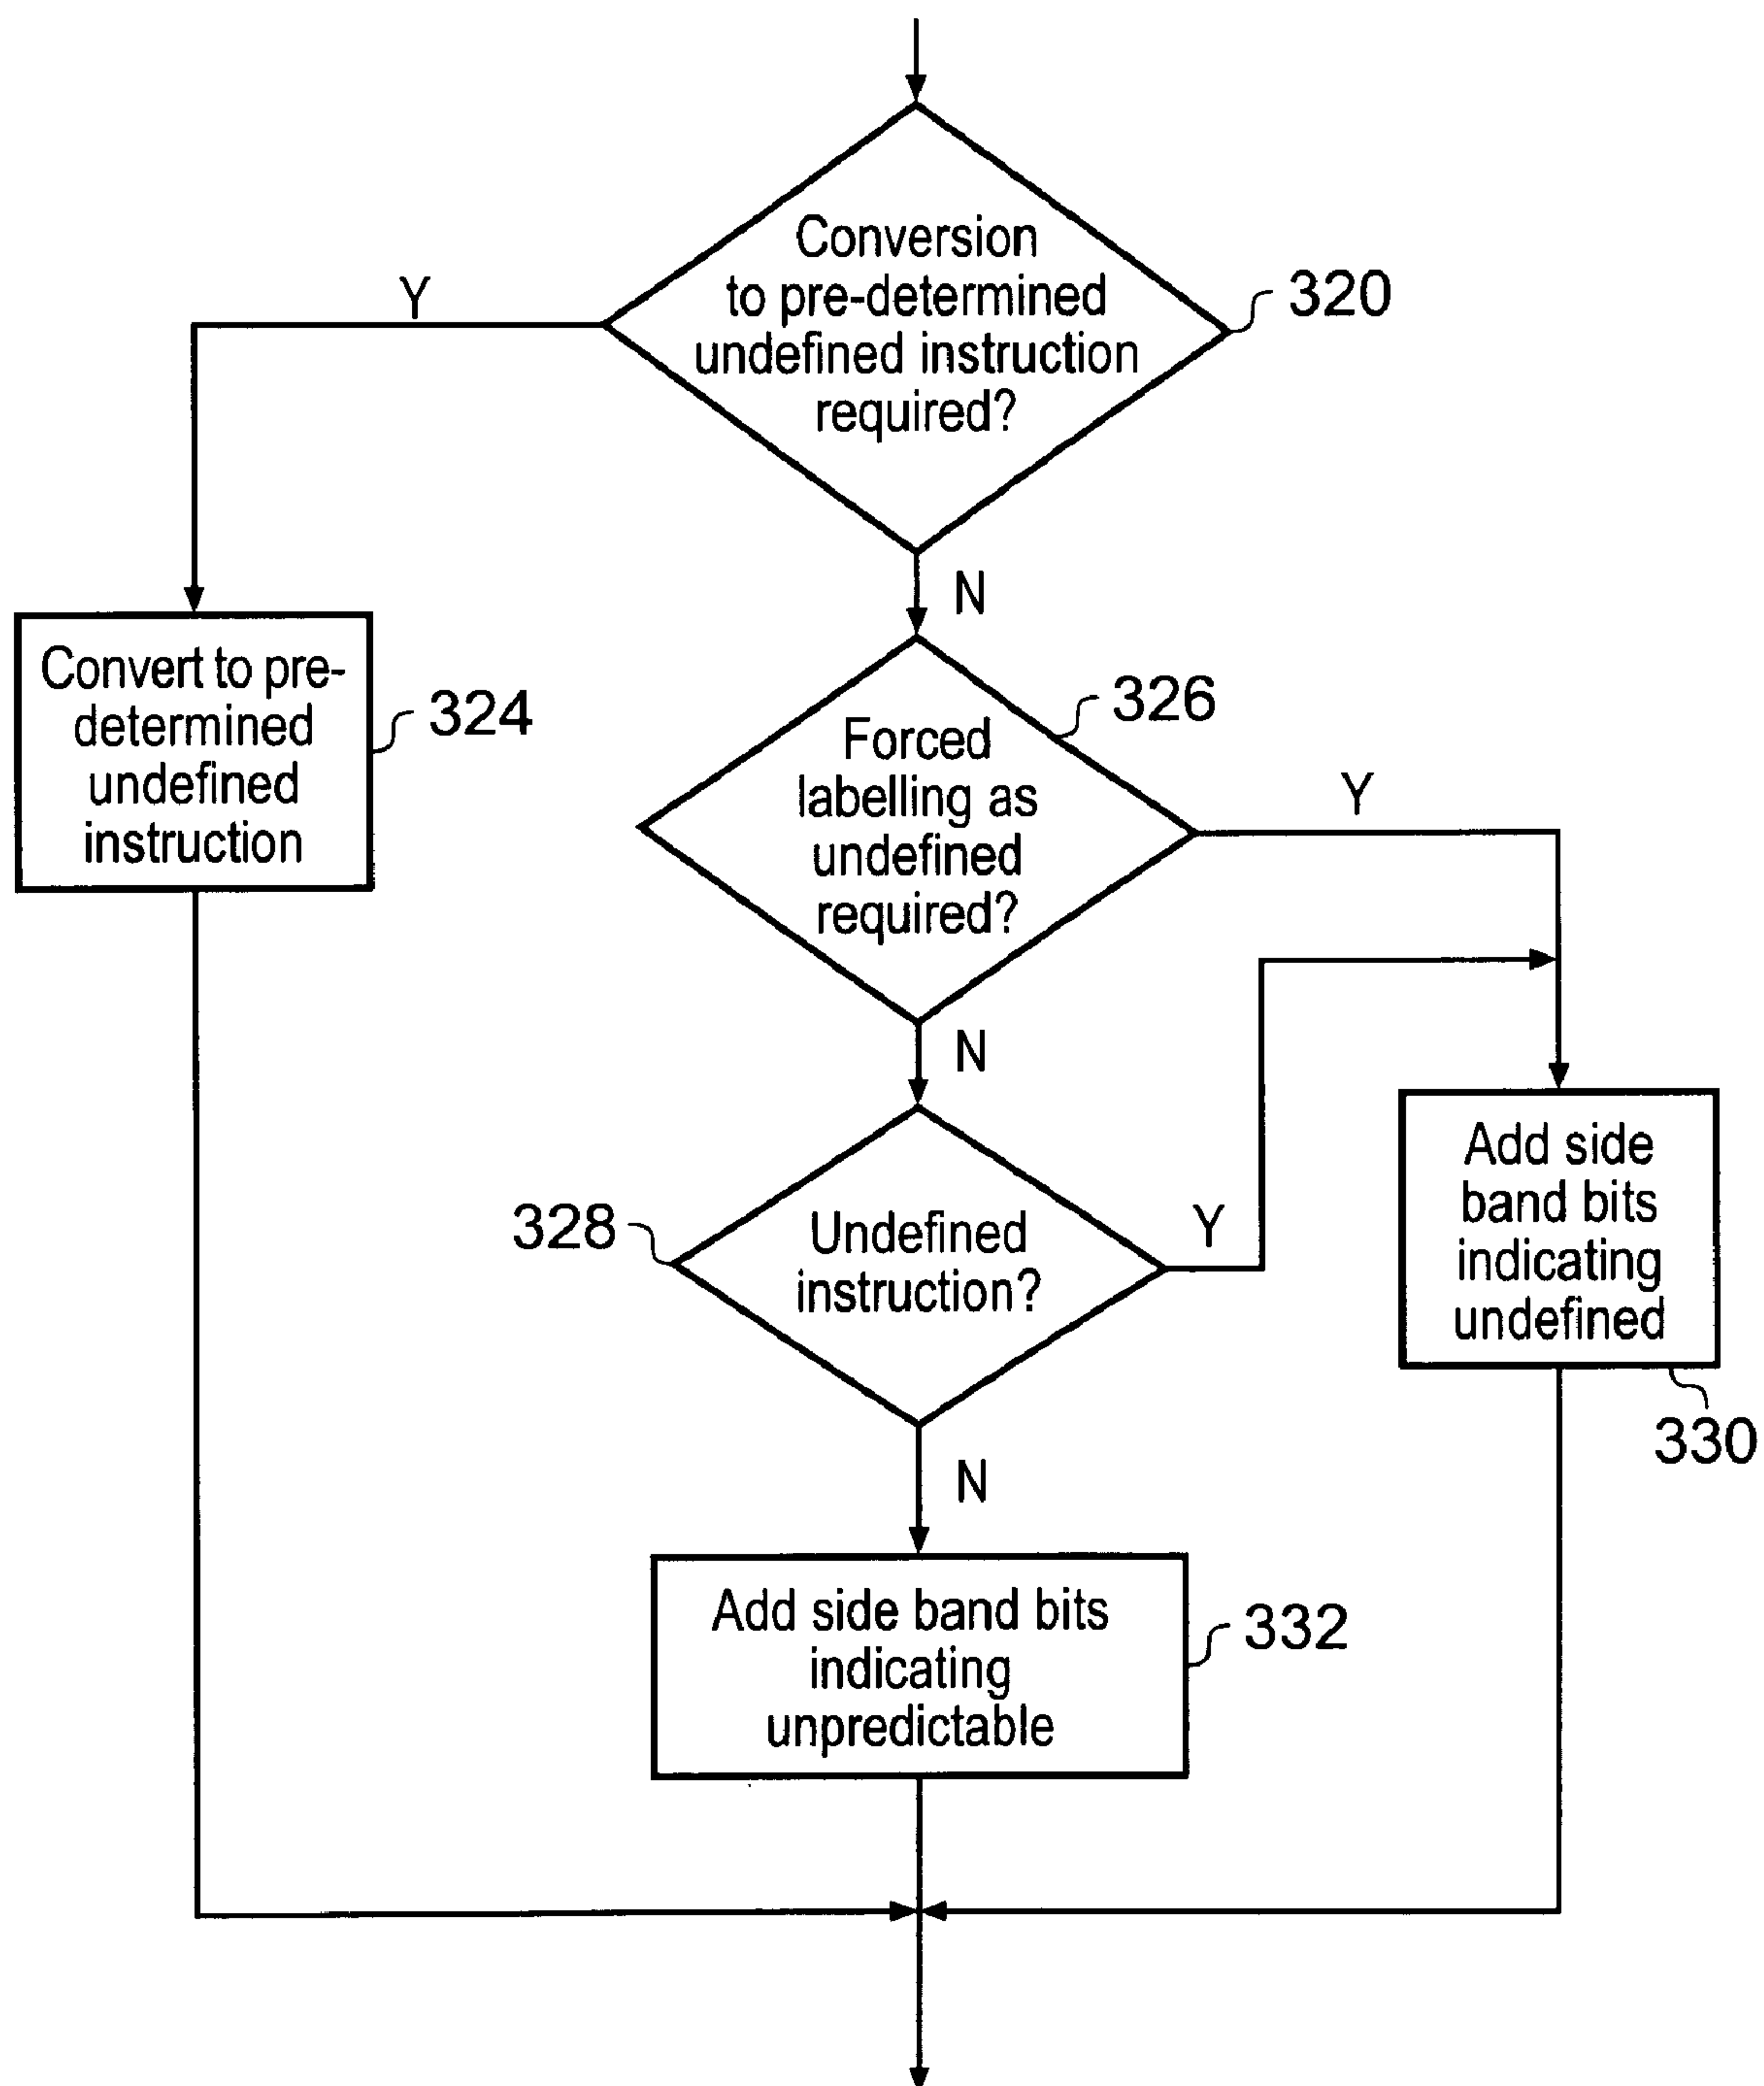 Conversion
to pre-determined
undefined instruction
required?
320
Y
N
Convert to pre-
determined
undefined
instruction
324
326
Forced
labelling as
undefined
required?
Y
N
328
Undefined
instruction?
Y
Add side
band bits
indicating
undefined
330
N
Add side band bits
indicating
unpredictable
332